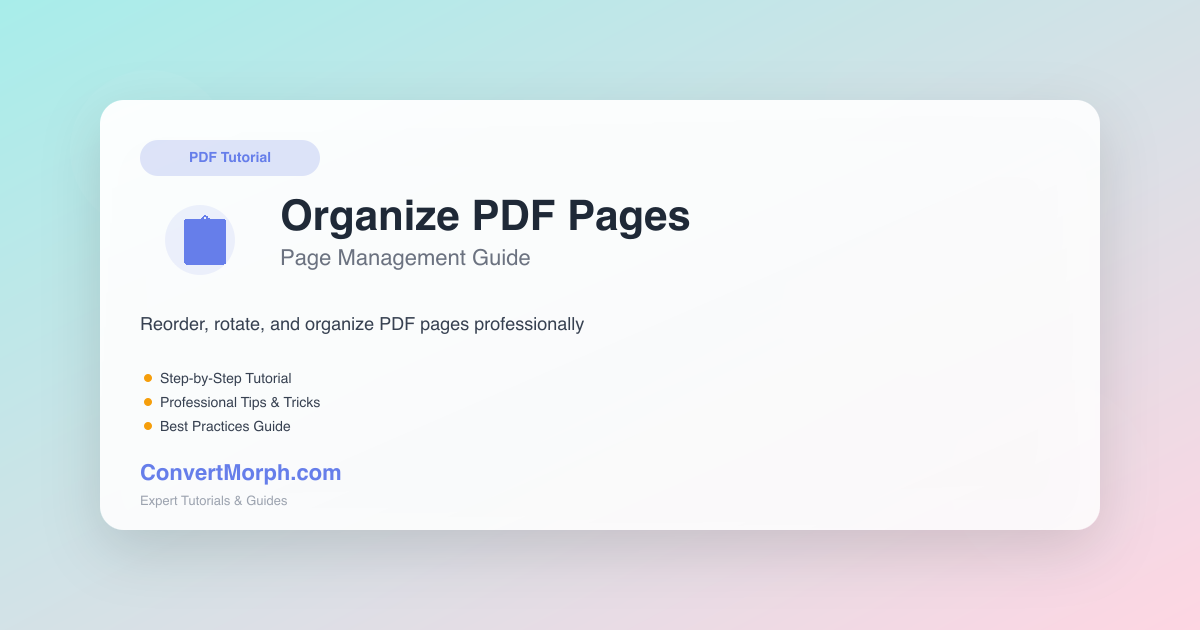 PDF Tutorial
Organize PDF Pages
Page Management Guide
Reorder, rotate, and organize PDF pages professionally
Step-by-Step Tutorial
Professional Tips & Tricks
Best Practices Guide
ConvertMorph.com
Expert Tutorials & Guides